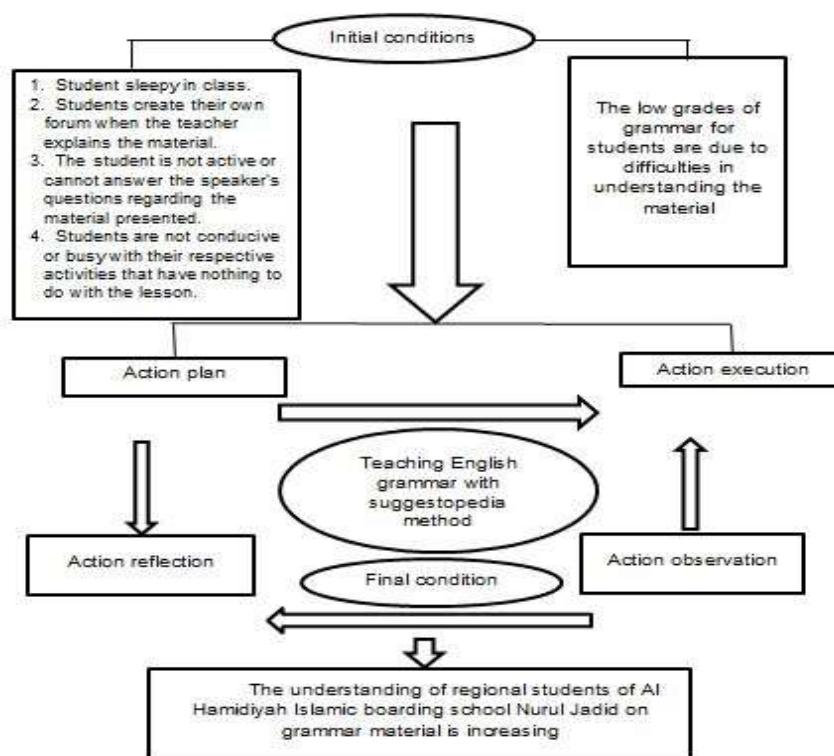 Initial conditions
1. Student sleepy in class.
2. Students create their own
forum when the teacher
explains the material.
3. The student is not active or
cannot answer the speaker's
questions regarding the
material presented.
4. Students are not conducive
or busy with their respective
activities that have nothing to
do with the lesson.
The low grades of
grammar for
students are due to
difficulties in
understanding the
material
Action plan
Action execution
Teaching English
grammar with
suggestopedia
method
Action reflection
Action observation
Final condition
The understanding of regional students of Al
Hamidiyah Islamic boarding school Nurul Jadid on
grammar material is increasing